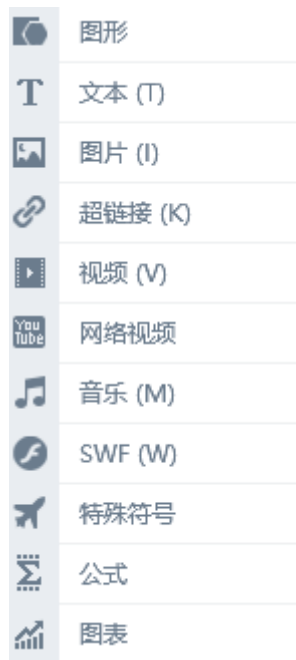 图形
T 文本 (T)
图片 (I)
超链接 (K)
视频 (V)
You
Tube 网络视频
音乐 (M)
SWF (W)
特殊符号
Σ 公式
图表